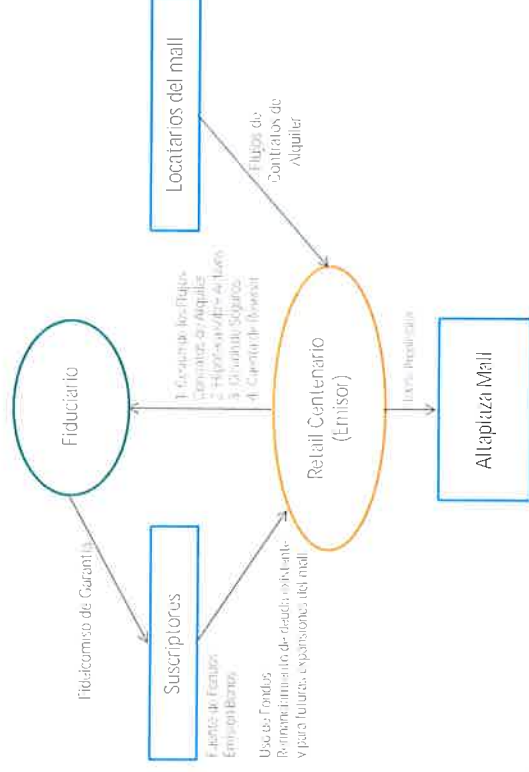 Fiduciario
Fideicomiso de Garantía
Suscriptores
Fuente de Fondos
Emisión Bonos
Uso de Fondos
Refinanciamiento de deuda existente
y para futuras expansiones del mall
1. Cesión de los Flujos
Contratos de Alquiler
2. Hipoteca sobre Activos
3. Cesión de Seguros
4. Cuenta de Reserva
Locatarios del mall
Flujos de
Contratos de
Alquiler
Retail Centenario
(Emisor)
100%
Altaplaza Mall